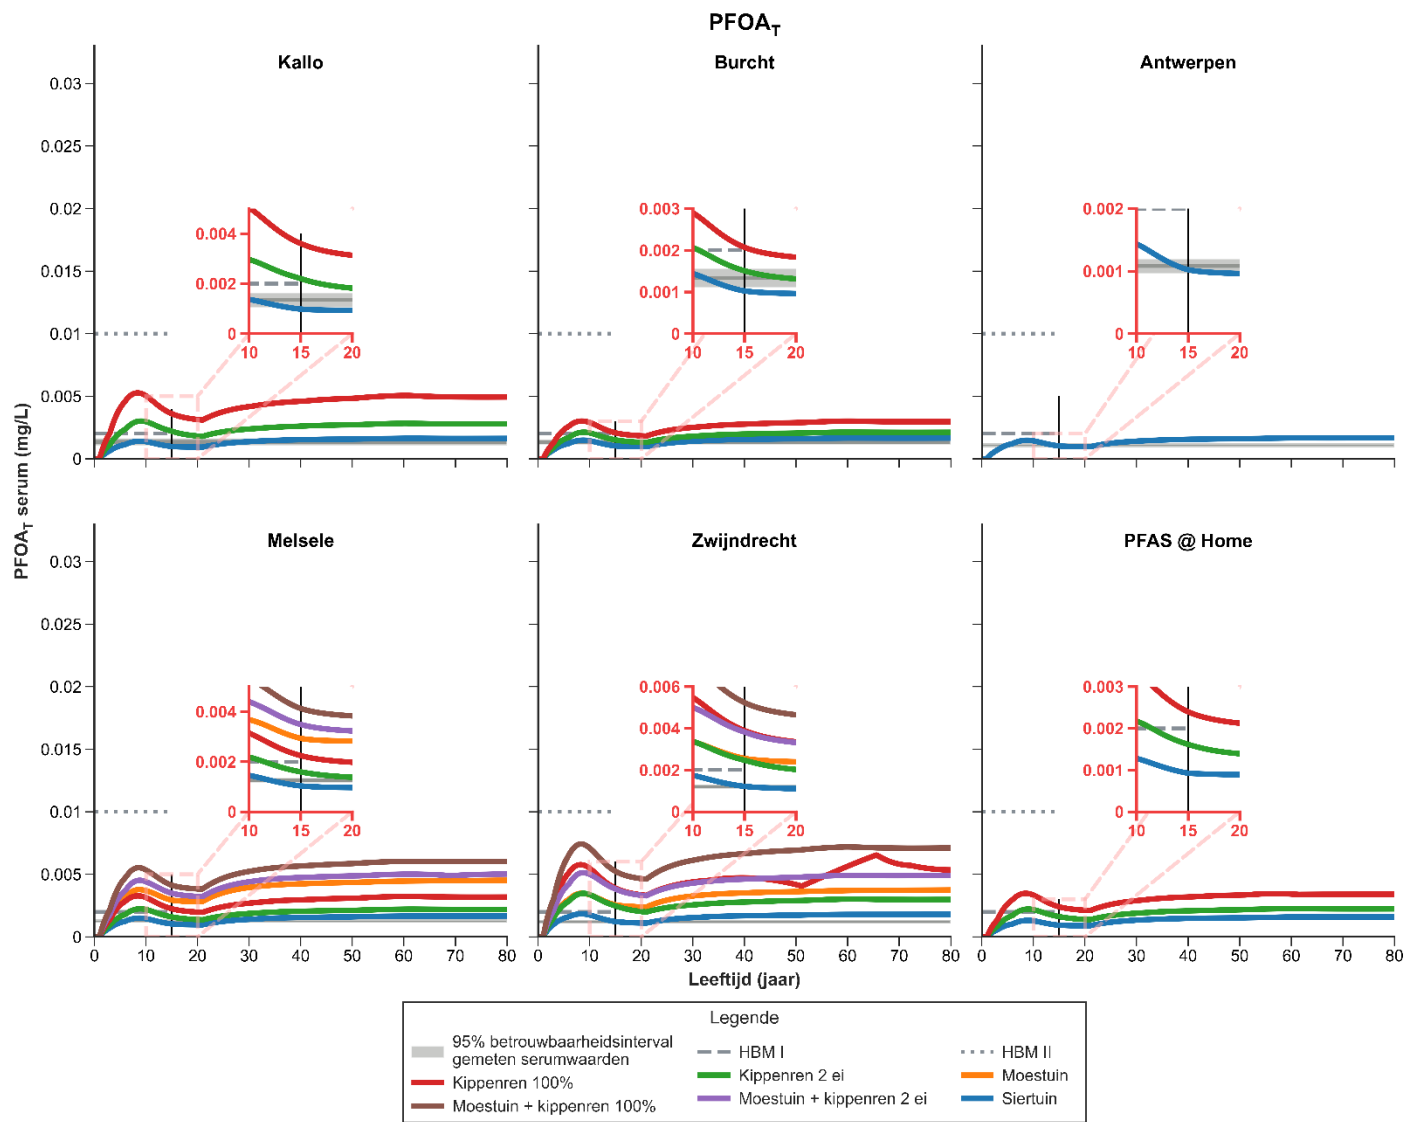 PFOA_T
Kallo
Burcht
Antwerpen
0.03
0.025
0.02
0.015
0.01
0.005
0
0.004
0.002
0
10 15 20
0.003
0.002
0.001
0
10 15 20
0.002
0.001
0
10 15 20
PFOA_T serum (mg/L)
Melsele
Zwijndrecht
PFAS @ Home
0.03
0.025
0.02
0.015
0.01
0.005
0
0.004
0.002
0
10 15 20
0.006
0.004
0.002
0
10 15 20
0.003
0.002
0.001
0
10 15 20
0 10 20 30 40 50 60 70 80
0 10 20 30 40 50 60 70 80
0 10 20 30 40 50 60 70 80
Leeftijd (jaar)
Legende
95% betrouwbaarheidsinterval
gemeten serumwaarden
Kippenren 100%
Moestuin + kippenren 100%
HBM I
Kippenren 2 ei
Moestuin + kippenren 2 ei
HBM II
Moestuin
Siertuin